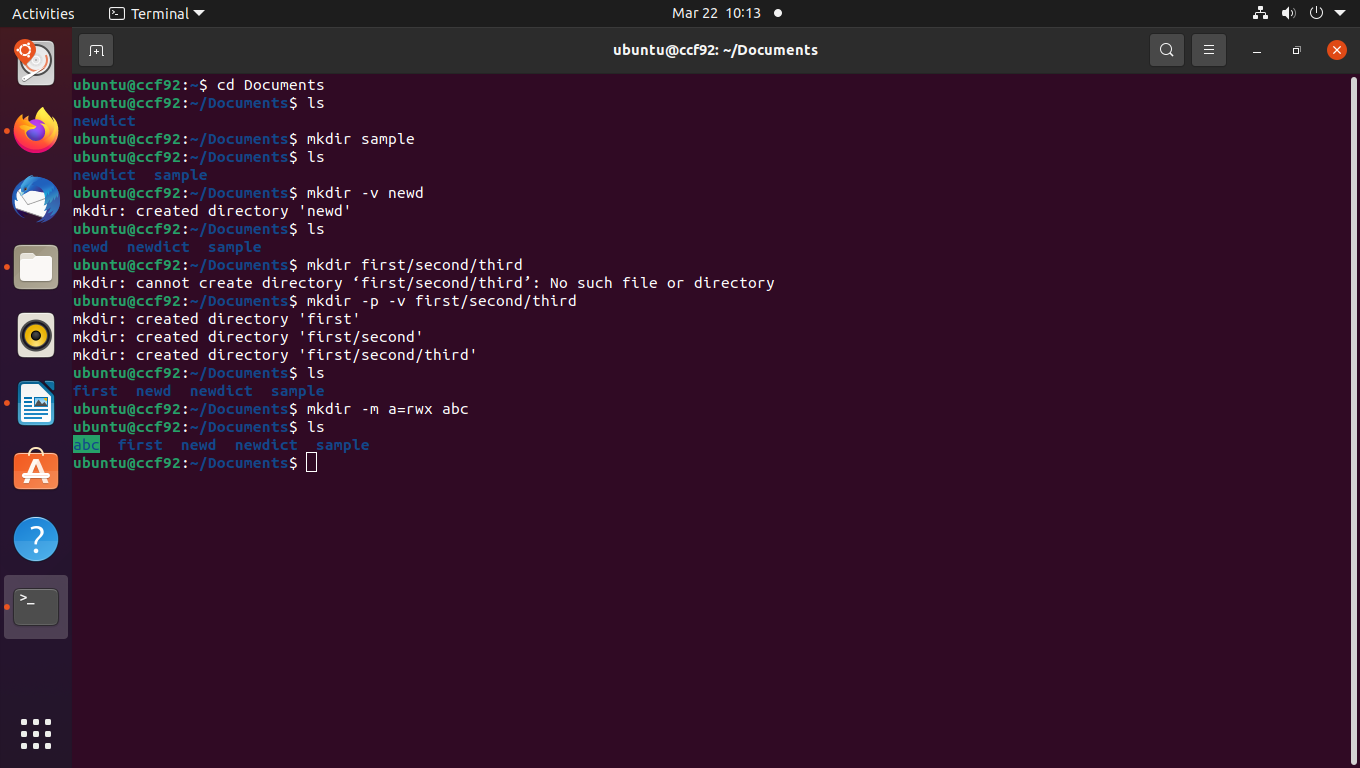 Activities Terminal Mar 22 10:13
ubuntu@ccf92: ~/Documents
ubuntu@ccf92:~$ cd Documents
ubuntu@ccf92:~/Documents$ ls
newdict
ubuntu@ccf92:~/Documents$ mkdir sample
ubuntu@ccf92:~/Documents$ ls
newdict  sample
ubuntu@ccf92:~/Documents$ mkdir -v newd
mkdir: created directory 'newd'
ubuntu@ccf92:~/Documents$ ls
newd  newdict  sample
ubuntu@ccf92:~/Documents$ mkdir first/second/third
mkdir: cannot create directory ‘first/second/third’: No such file or directory
ubuntu@ccf92:~/Documents$ mkdir -p -v first/second/third
mkdir: created directory 'first'
mkdir: created directory 'first/second'
mkdir: created directory 'first/second/third'
ubuntu@ccf92:~/Documents$ ls
first  newd  newdict  sample
ubuntu@ccf92:~/Documents$ mkdir -m a=rwx abc
ubuntu@ccf92:~/Documents$ ls
abc  first  newd  newdict  sample
ubuntu@ccf92:~/Documents$